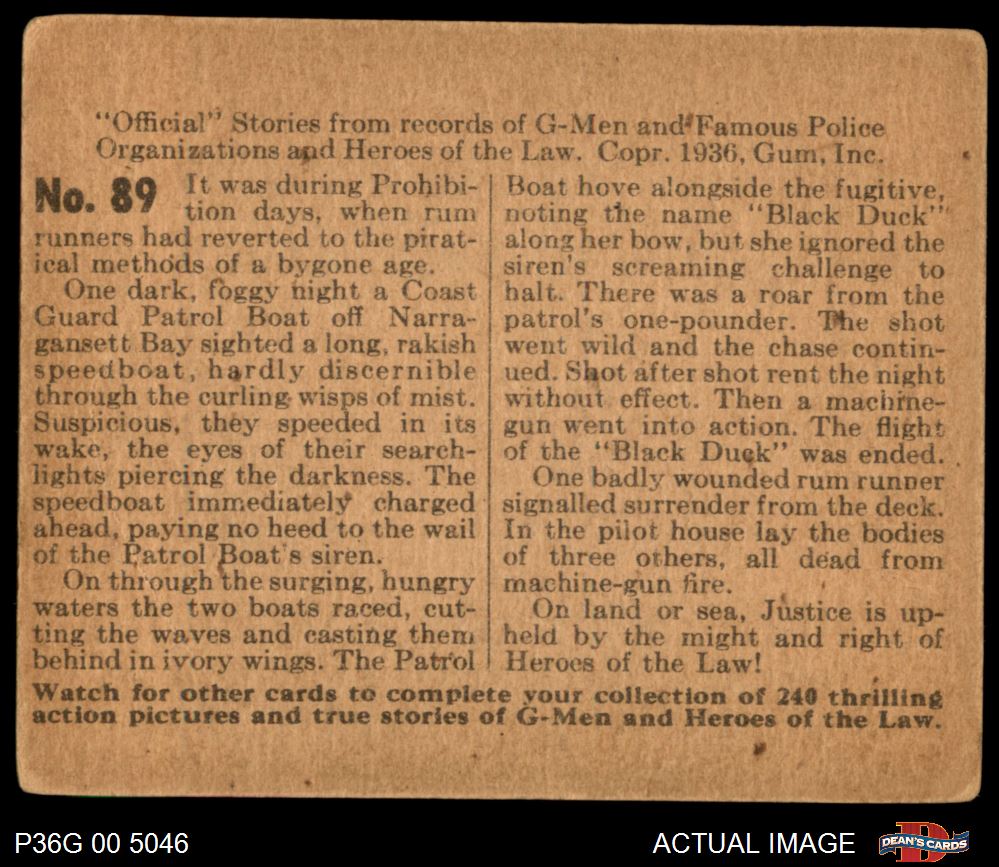 "Official" Stories from records of G-Men and Famous Police
Organizations and Heroes of the Law. Copr. 1936, Gum, Inc.
No. 89
It was during Prohibi-
tion days, when rum
runners had reverted to the pirat-
ical methods of a bygone age.
One dark, foggy night a Coast
Guard Patrol Boat off Narra-
gansett Bay sighted a long, rakish
speedboat, hardly discernible
through the curling wisps of mist.
Suspicious, they speeded in its
wake, the eyes of their search-
lights piercing the darkness. The
speedboat immediately charged
ahead, paying no heed to the wail
of the Patrol Boat's siren.
On through the surging, hungry
waters the two boats raced, cut-
ting the waves and casting them
behind in ivory wings. The Patrol
Boat hove alongside the fugitive,
noting the name "Black Duck"
along her bow, but she ignored the
siren's screaming challenge to
halt. There was a roar from the
patrol's one-pounder. The shot
went wild and the chase contin-
ued. Shot after shot rent the night
without effect. Then a machine-
gun went into action. The flight
of the "Black Duck" was ended.
One badly wounded rum runner
signalled surrender from the deck.
In the pilot house lay the bodies
of three others, all dead from
machine-gun fire.
On land or sea, Justice is up-
held by the might and right of
Heroes of the Law!
Watch for other cards to complete your collection of 240 thrilling
action pictures and true stories of G-Men and Heroes of the Law.
P36G 00 5046
ACTUAL IMAGE
DEAN'S CARDS